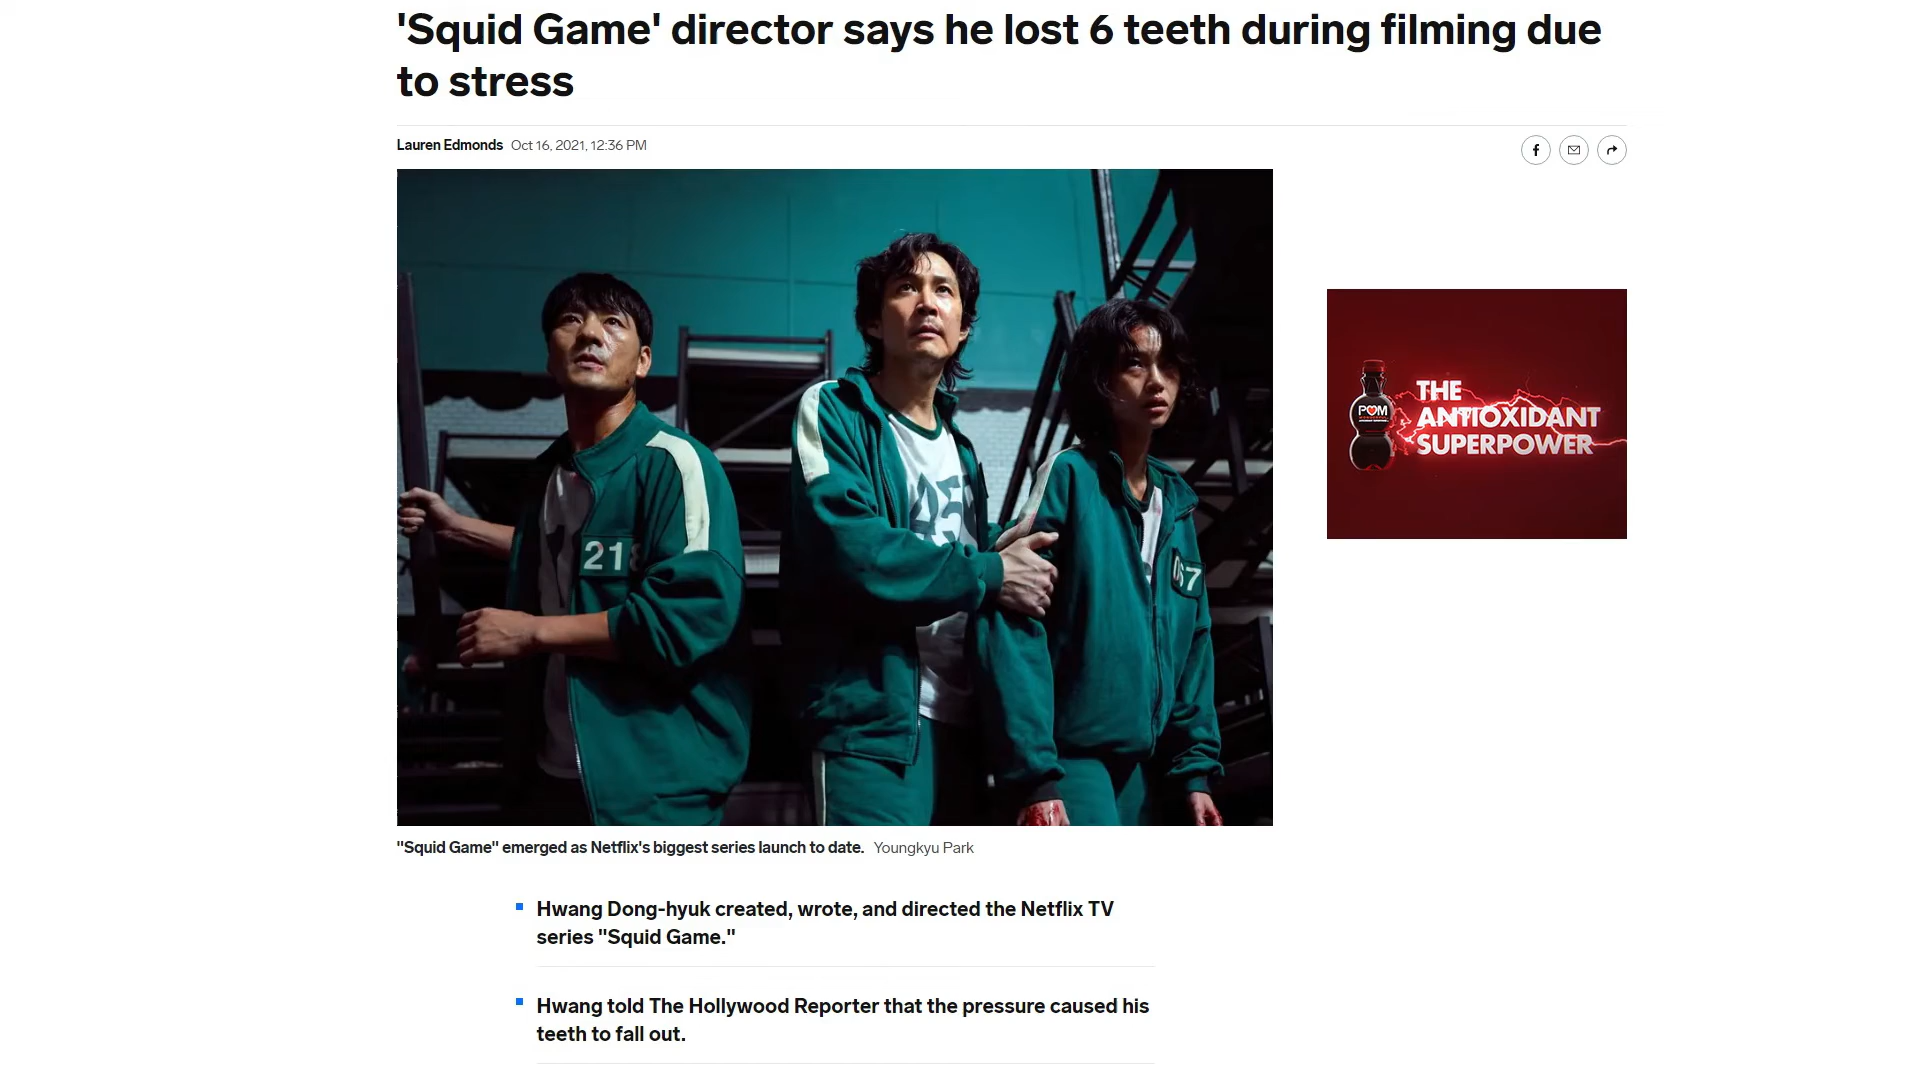 'Squid Game' director says he lost 6 teeth during filming due
to stress
Lauren Edmonds Oct 16, 2021, 12:36 PM
218
456
067
POM
THE
ANTIOXIDANT
SUPERPOWER
"Squid Game" emerged as Netflix's biggest series launch to date. Youngkyu Park
Hwang Dong-hyuk created, wrote, and directed the Netflix TV
series "Squid Game."
Hwang told The Hollywood Reporter that the pressure caused his
teeth to fall out.